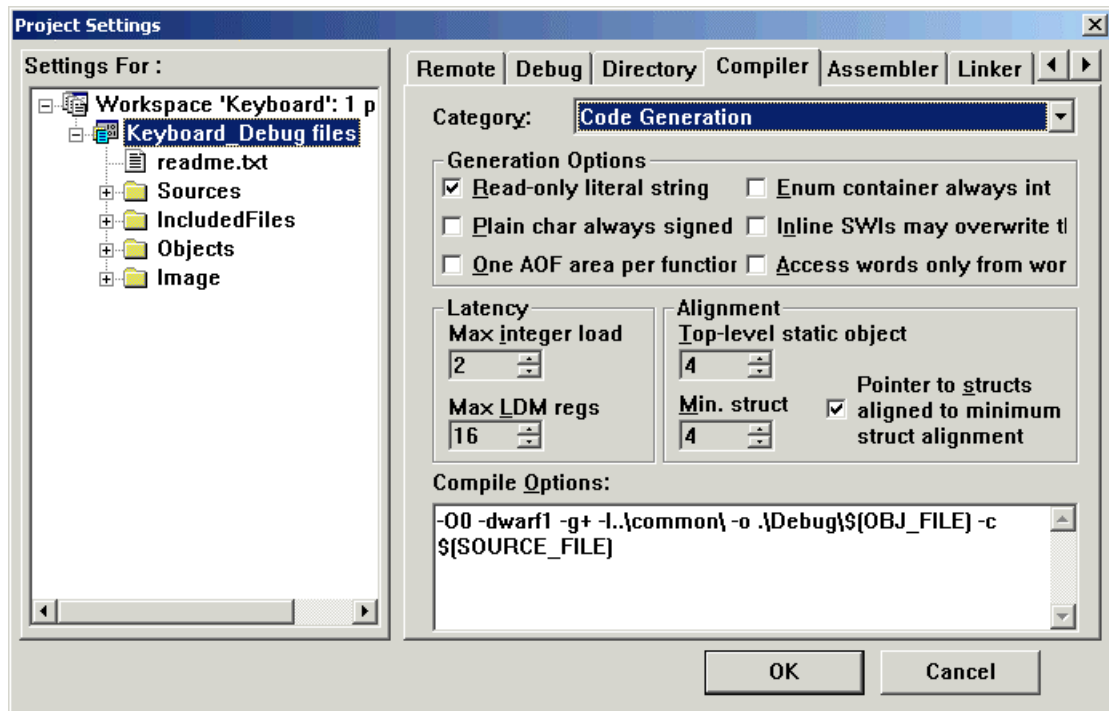 Project Settings
Settings For :
Workspace 'Keyboard': 1 p
Keyboard_Debug files
readme.txt
Sources
IncludedFiles
Objects
Image
Remote Debug Directory Compiler Assembler Linker
Category: Code Generation
Generation Options
Read-only literal string Enum container always int
Plain char always signed Inline SWIs may overwrite tl
One AOF area per function Access words only from wor
Latency
Max integer load
2
Max LDM regs
16
Alignment
Top-level static object
4
Min. struct
4
Pointer to structs
aligned to minimum
struct alignment
Compile Options:
-O0 -dwarf1 -g+ -I..\common\ -o .\Debug\$(OBJ_FILE) -c
$(SOURCE_FILE)
OK Cancel